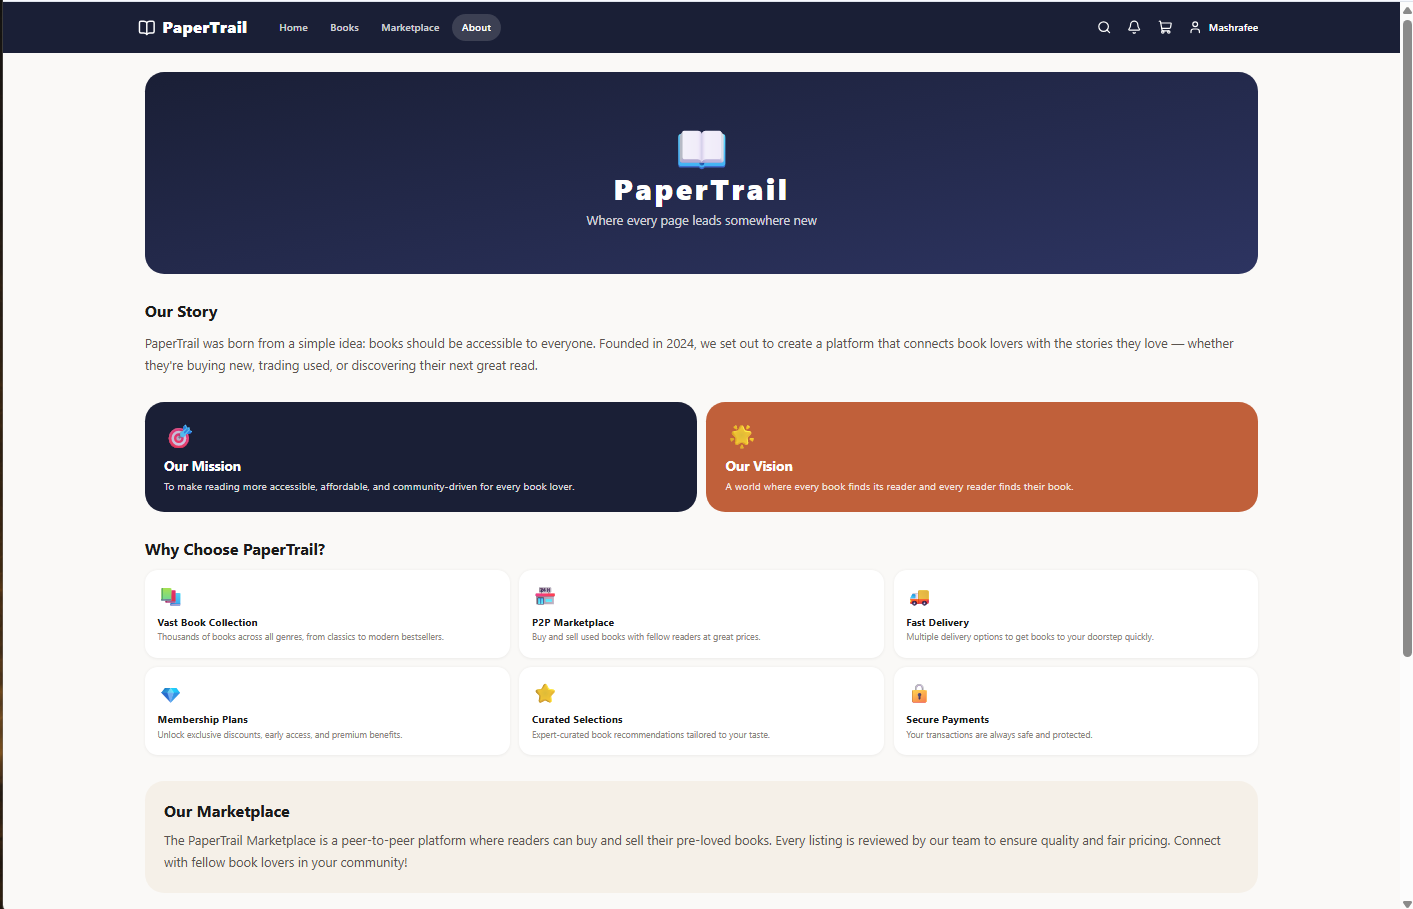 PaperTrail
Home
Books
Marketplace
About
Mashrafee
PaperTrail
Where every page leads somewhere new
Our Story
PaperTrail was born from a simple idea: books should be accessible to everyone. Founded in 2024, we set out to create a platform that connects book lovers with the stories they love — whether
they're buying new, trading used, or discovering their next great read.
Our Mission
To make reading more accessible, affordable, and community-driven for every book lover.
Our Vision
A world where every book finds its reader and every reader finds their book.
Why Choose PaperTrail?
Vast Book Collection
Thousands of books across all genres, from classics to modern bestsellers.
P2P Marketplace
Buy and sell used books with fellow readers at great prices.
Fast Delivery
Multiple delivery options to get books to your doorstep quickly.
Membership Plans
Unlock exclusive discounts, early access, and premium benefits.
Curated Selections
Expert-curated book recommendations tailored to your taste.
Secure Payments
Your transactions are always safe and protected.
Our Marketplace
The PaperTrail Marketplace is a peer-to-peer platform where readers can buy and sell their pre-loved books. Every listing is reviewed by our team to ensure quality and fair pricing. Connect
with fellow book lovers in your community!